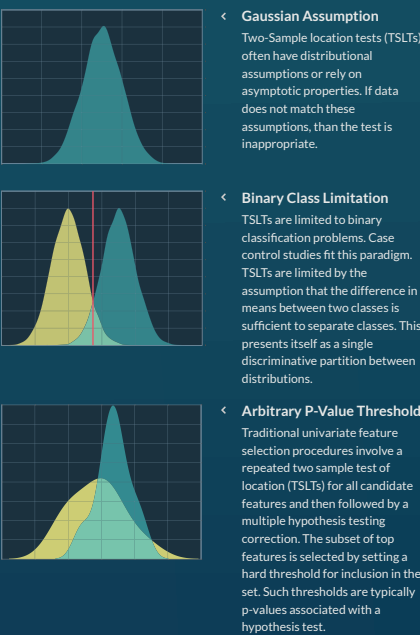 Gaussian Assumption
Two-Sample location tests (TSLTs)
often have distributional
assumptions or rely on
asymptotic properties. If data
does not match these
assumptions, than the test is
inappropriate.
Binary Class Limitation
TSLTs are limited to binary
classification problems. Case
control studies fit this paradigm.
TSLTs are limited by the
assumption that the difference in
means between two classes is
sufficient to separate classes. This
presents itself as a single
discriminative partition between
distributions.
Arbitrary P-Value Threshold
Traditional univariate feature
selection procedures involve a
repeated two sample test of
location (TSLTs) for all candidate
features and then followed by a
multiple hypothesis testing
correction. The subset of top
features is selected by setting a
hard threshold for inclusion in the
set. Such thresholds are typically
p-values associated with a
hypothesis test.